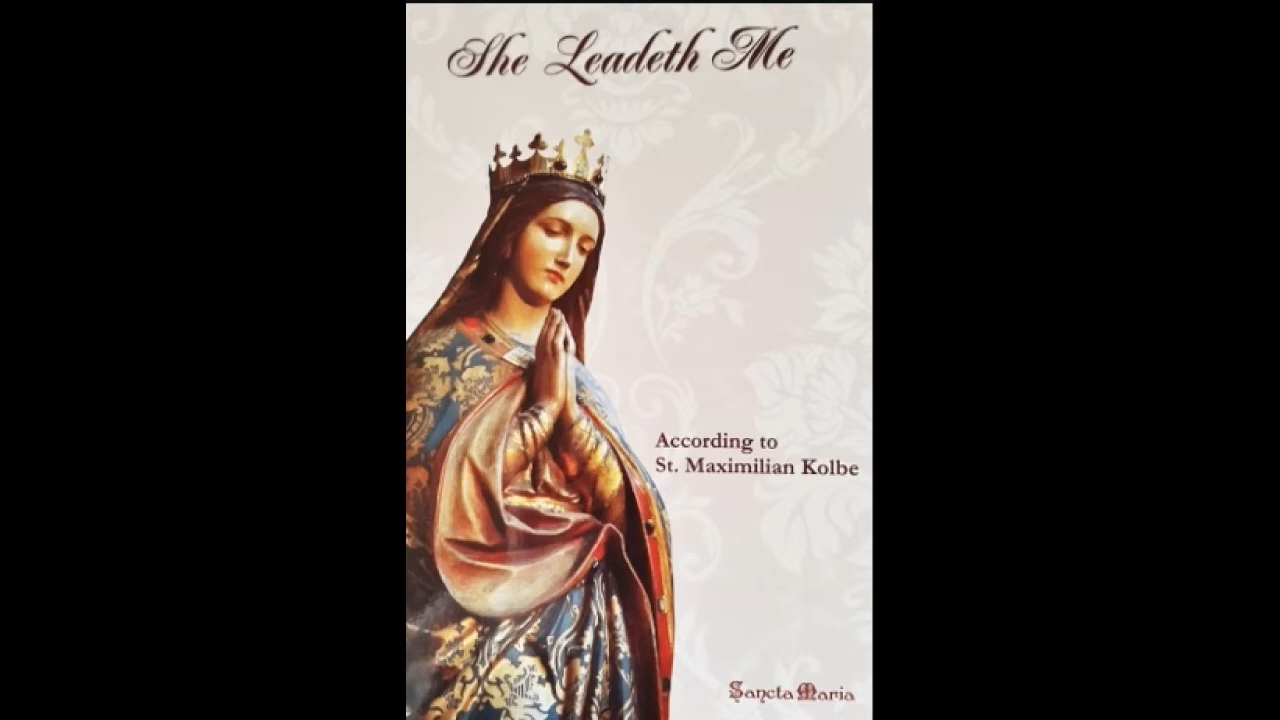 She Leadeth Me
According to
St. Maximilian Kolbe
Sancta Maria